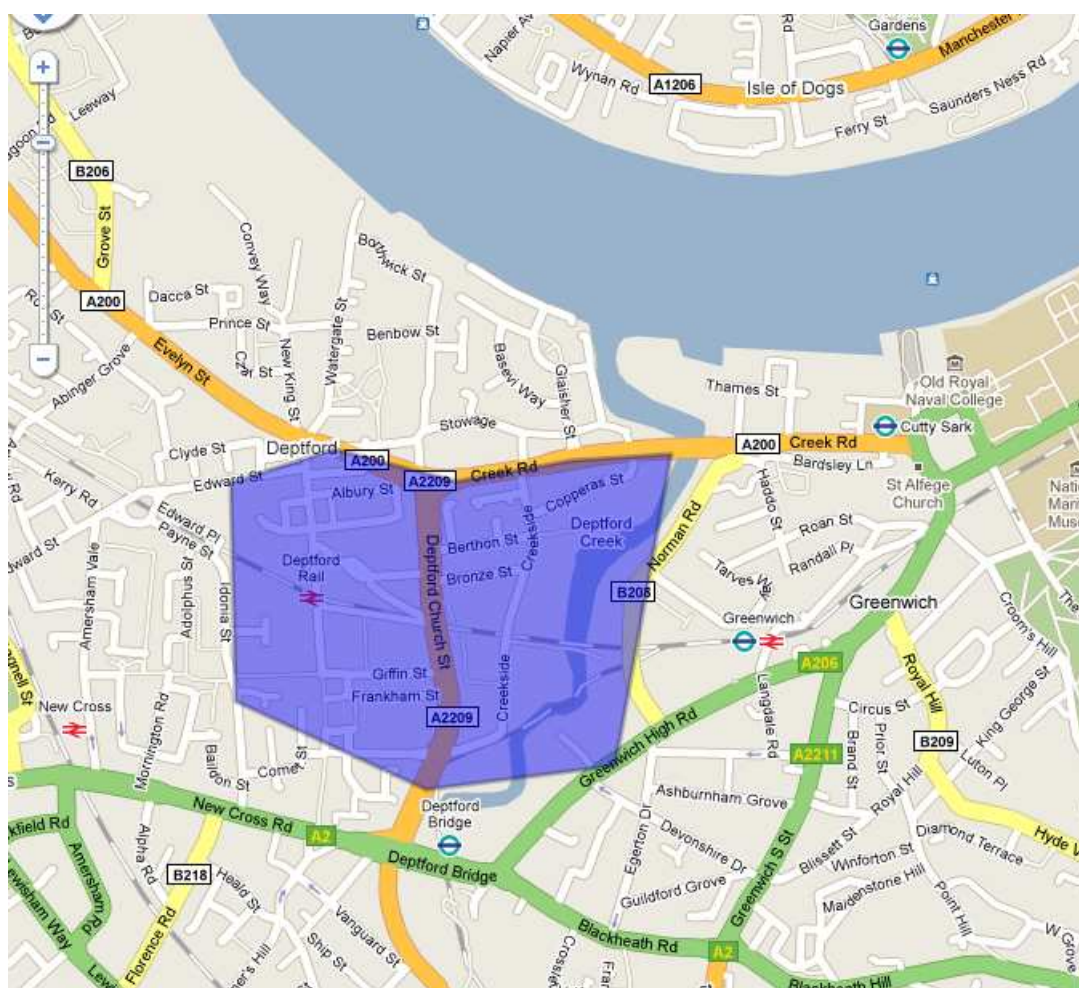 Gardens
Manchester Rd
Napier Av
Wynan Rd
A1206
Isle of Dogs
Saunders Ness Rd
Ferry St
Leeway
B206
Grove St
A200
Convoy Way
Borthwick St
Dacca St
Prince St
Watergate St
Benbow St
Czar St
New King St
Evelyn St
Abinger Grove
Basevi Way
Glaisher St
Stowage
Thames St
Old Royal
Naval College
Cutty Sark
Clyde St
Deptford
A200
A2209
Creek Rd
A200
Creek Rd
Bardsley Ln
St Alfege
Church
Kerry Rd
Edward St
Albury St
Copperas St
Haddo St
Edward Pl
Payne St
Edward St
Deptford
Creek
Norman Rd
Roan St
Randall Pl
Berthon St
Creekside
Deptford
Rail
Bronze St
Deptford Church St
Tarves Way
B208
Amersham Vale
Adolphus St
Idonia St
Greenwich
Greenwich
Croom's Hill
The
Giffin St
Frankham St
Creekside
A206
Royal Hill
New Cross
A2209
Langdale Rd
Circus St
King George St
Mornington Rd
Greenwich High Rd
A2211
Brand St
Prior St
B209
Baildon St
Comet St
Luton Pl
Royal Hill
New Cross Rd
A2
Deptford
Bridge
Ashburnham Grove
Egerton Dr
Devonshire Dr
Blissett St
Diamond Terrace
Hyde
Winforton St
Amersham Rd
Alpha Rd
B218
Deptford Bridge
Guildford Grove
Greenwich S St
Maidenstone Hill
Point Hill
Heald St
Florence Rd
Vanguard St
Ship St
Blackheath Rd
A2
W Grove
Lewisham Way
Blackheath Hill